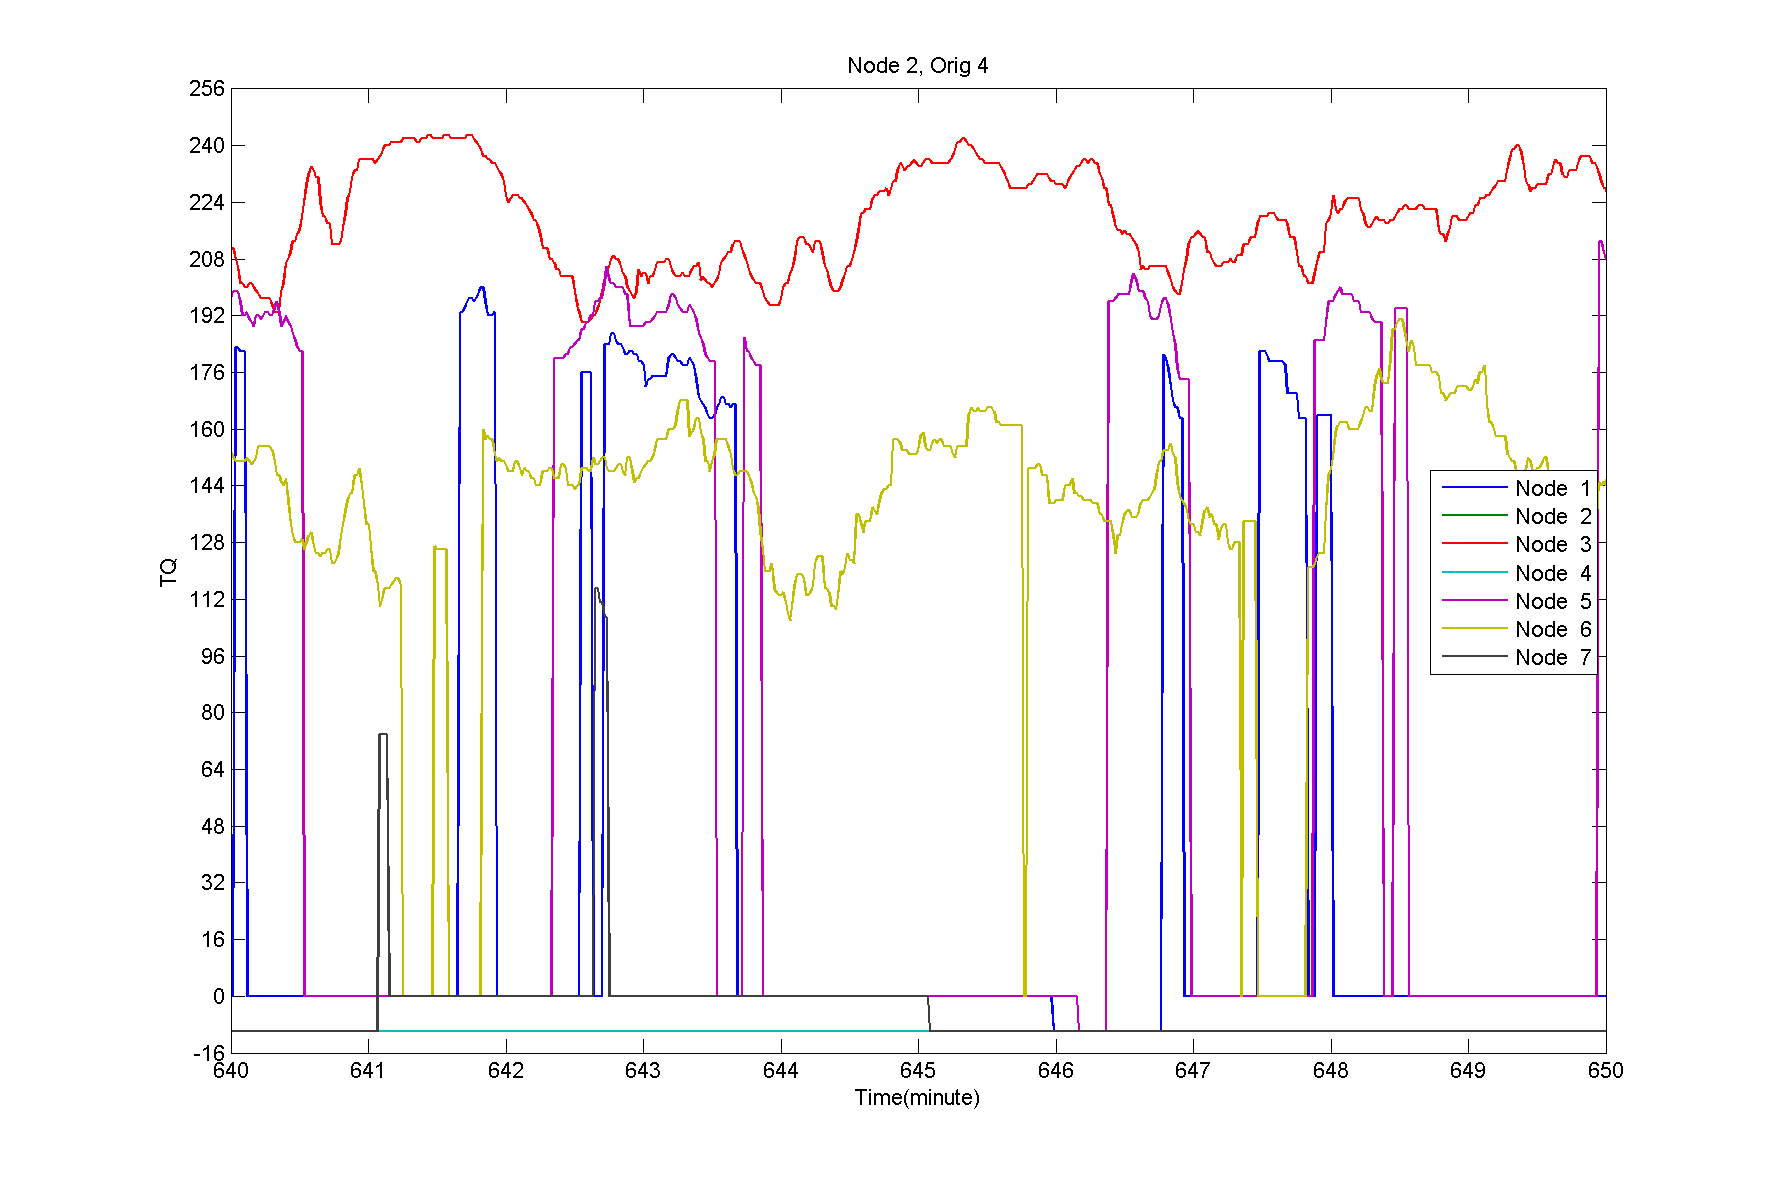 Node 2, Orig 4
256
240
224
208
192
176
160
144
128
112
96
80
64
48
32
16
0
-16
TQ
Node 1
Node 2
Node 3
Node 4
Node 5
Node 6
Node 7
640 641 642 643 644 645 646 647 648 649 650
Time(minute)